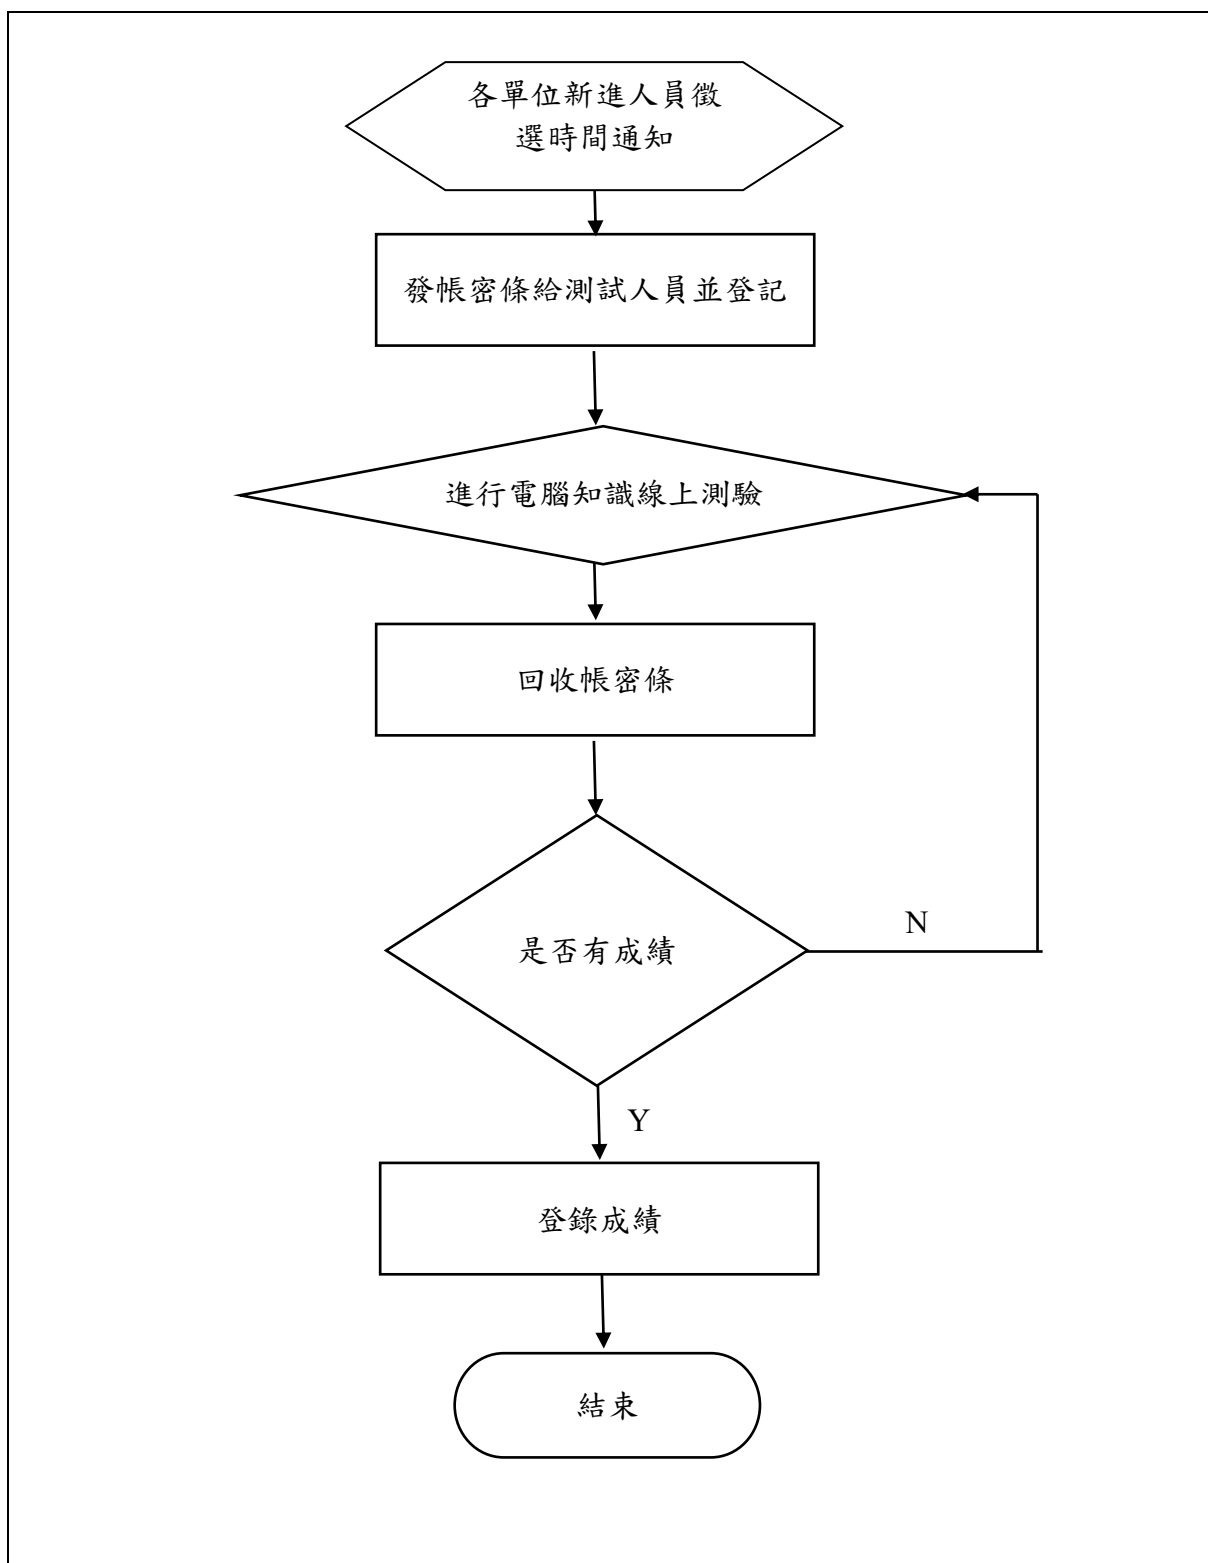 各單位新進人員徵
選時間通知
發帳密條給測試人員並登記
進行電腦知識線上測驗
回收帳密條
是否有成績
N
Y
登錄成績
結束